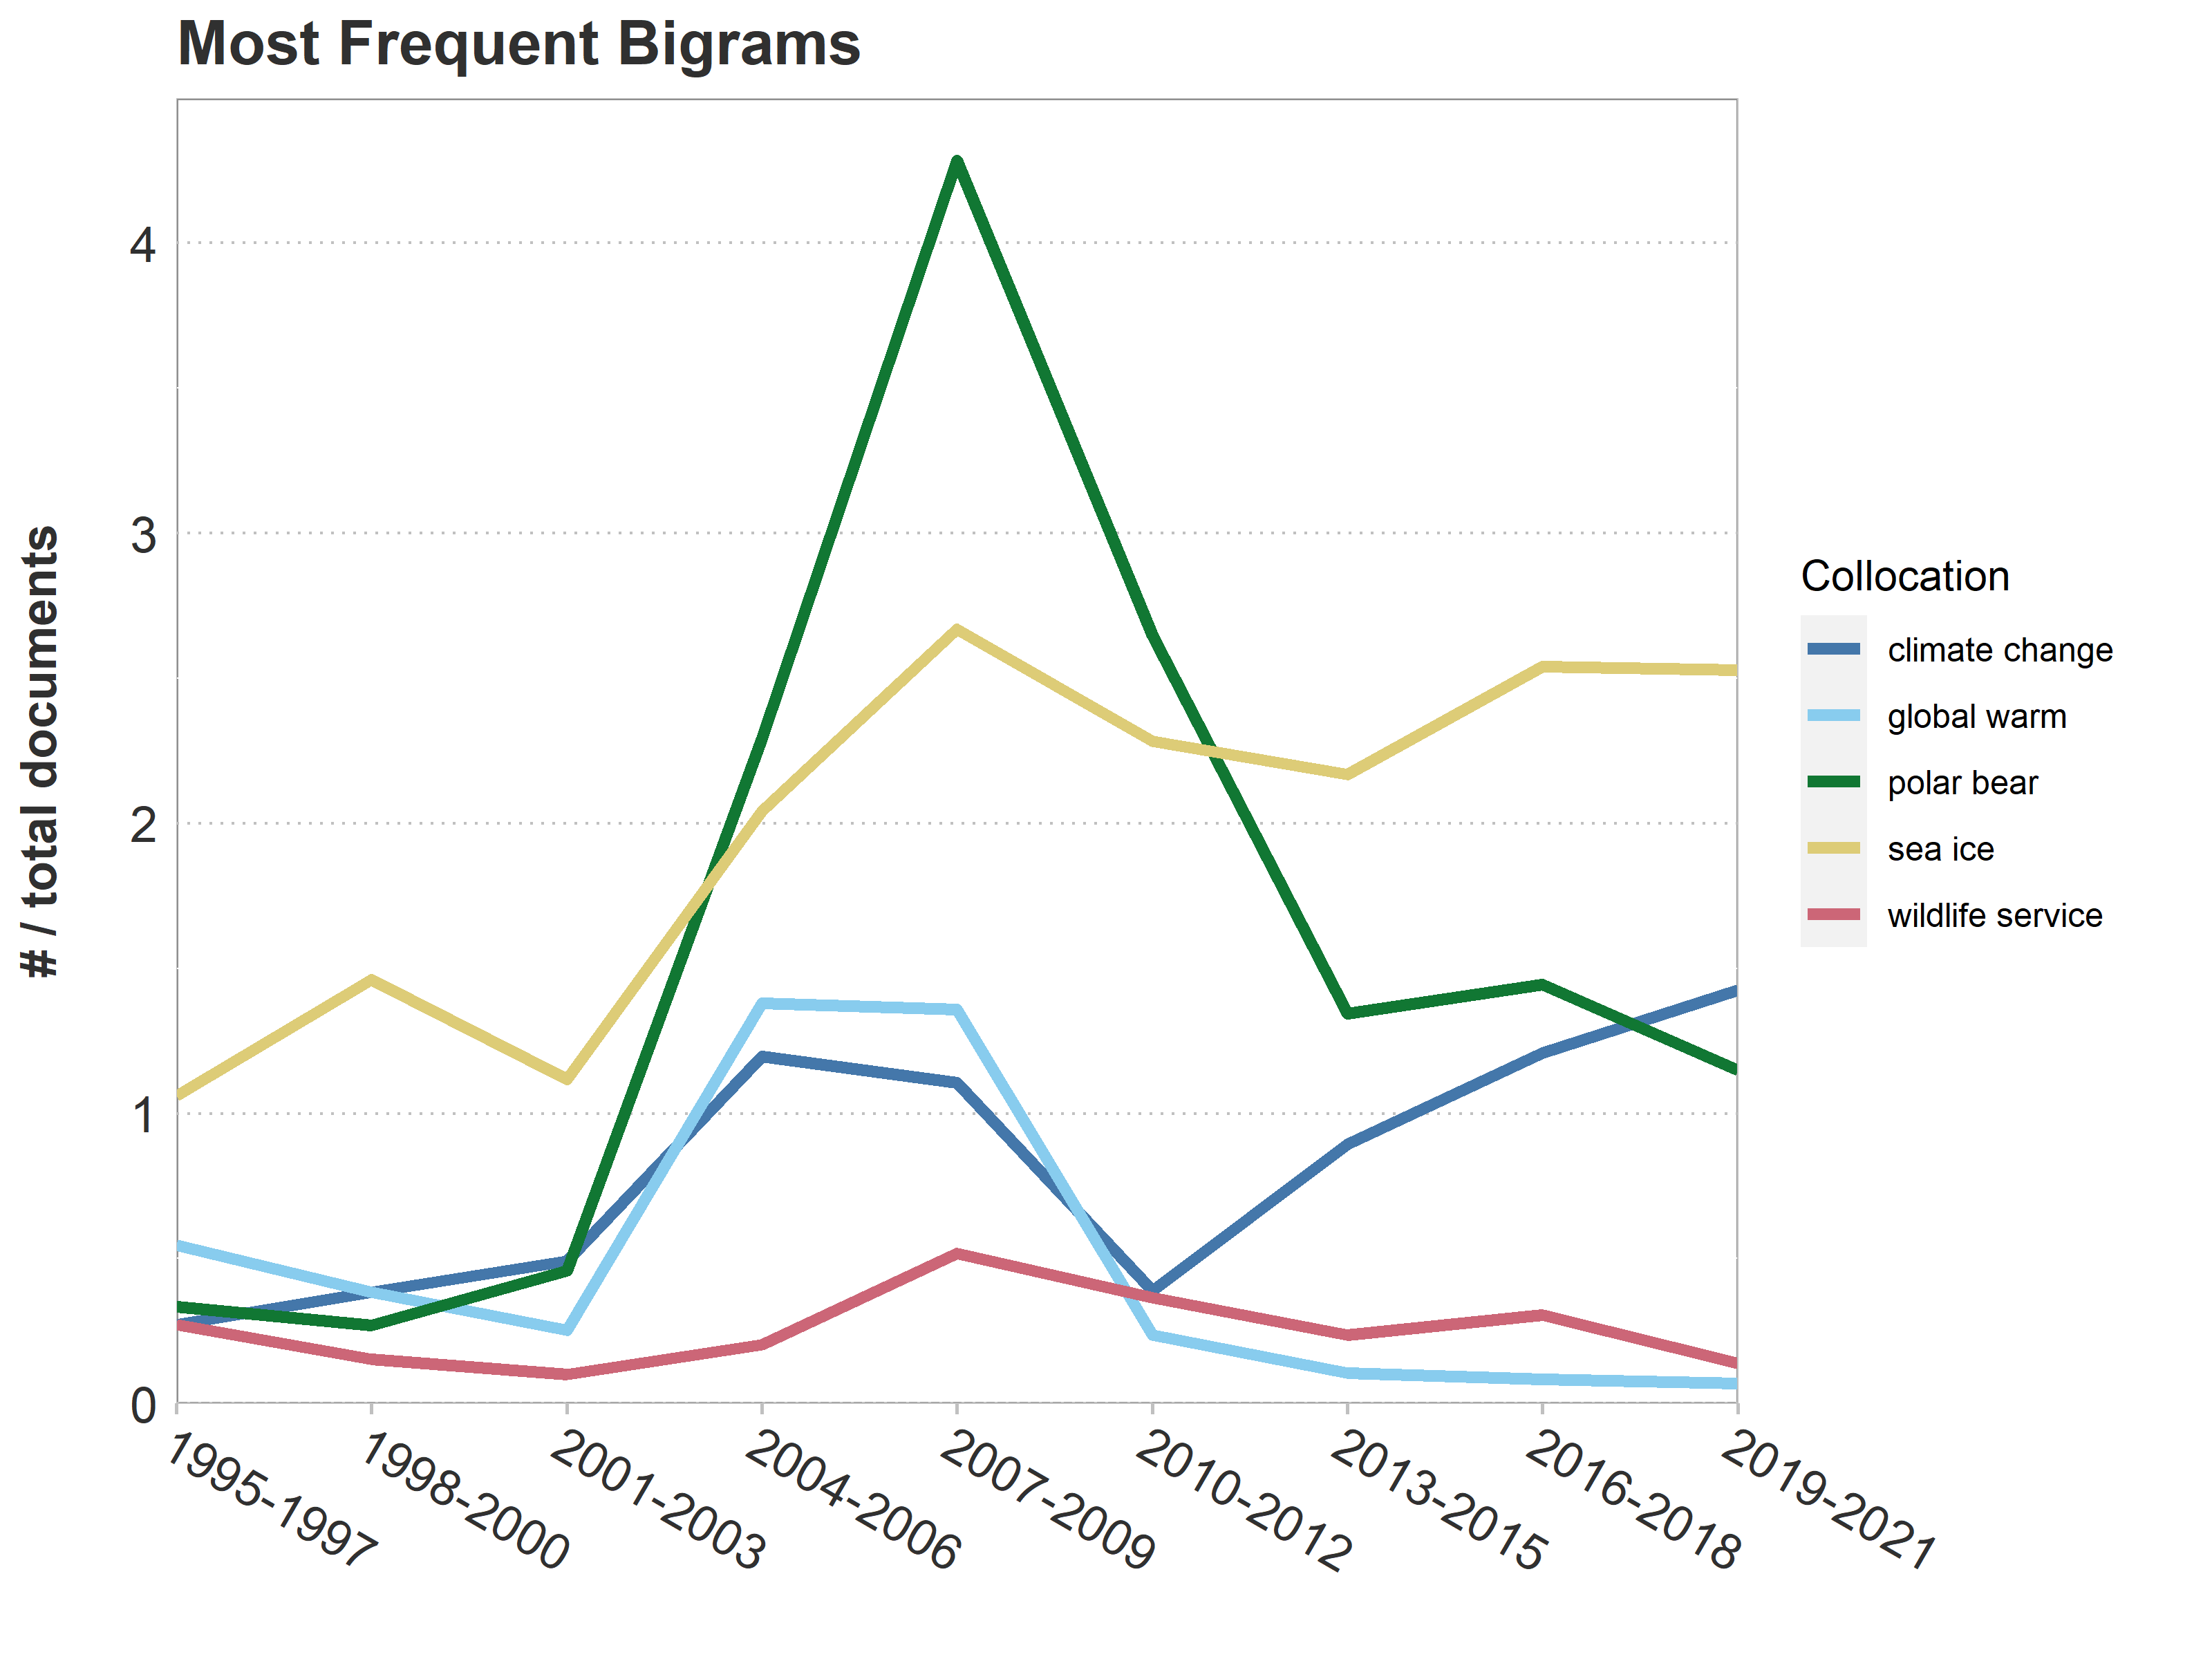 Most Frequent Bigrams
# / total documents
4
3
2
1
0
1995-1997
1998-2000
2001-2003
2004-2006
2007-2009
2010-2012
2013-2015
2016-2018
2019-2021
Collocation
climate change
global warm
polar bear
sea ice
wildlife service